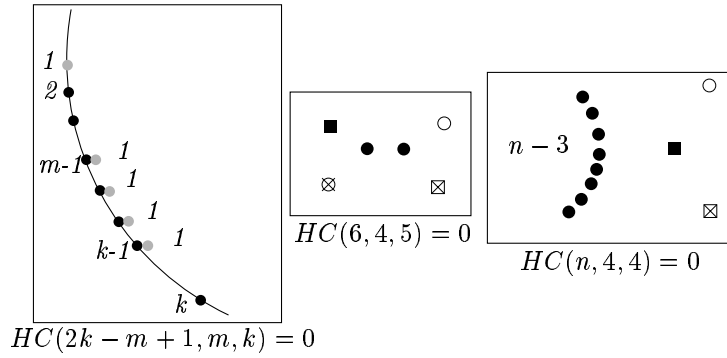 1
2
m-1 1
1
1
k-1 1
k
HC(2k − m + 1, m, k) = 0
HC(6, 4, 5) = 0
n − 3
HC(n, 4, 4) = 0